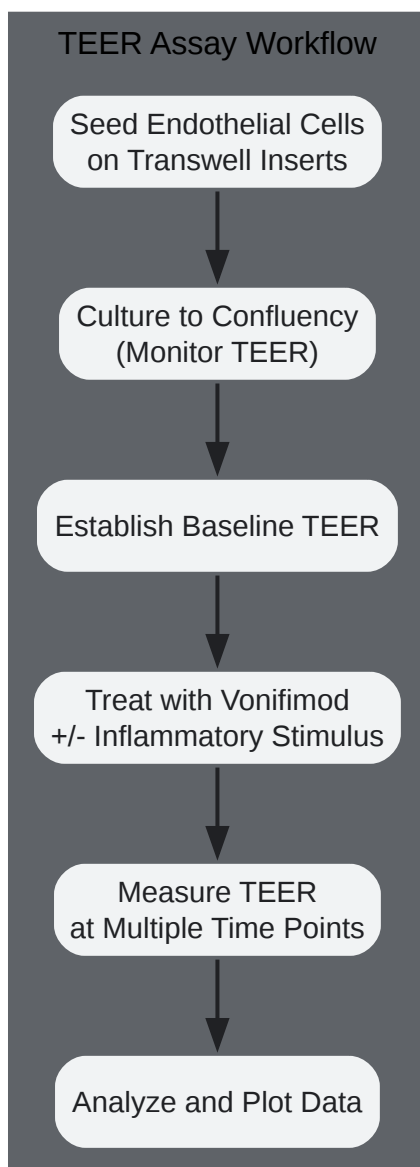 TEER Assay Workflow
Seed Endothelial Cells
on Transwell Inserts
Culture to Confluency
(Monitor TEER)
Establish Baseline TEER
Treat with Vonifimod
+/- Inflammatory Stimulus
Measure TEER
at Multiple Time Points
Analyze and Plot Data